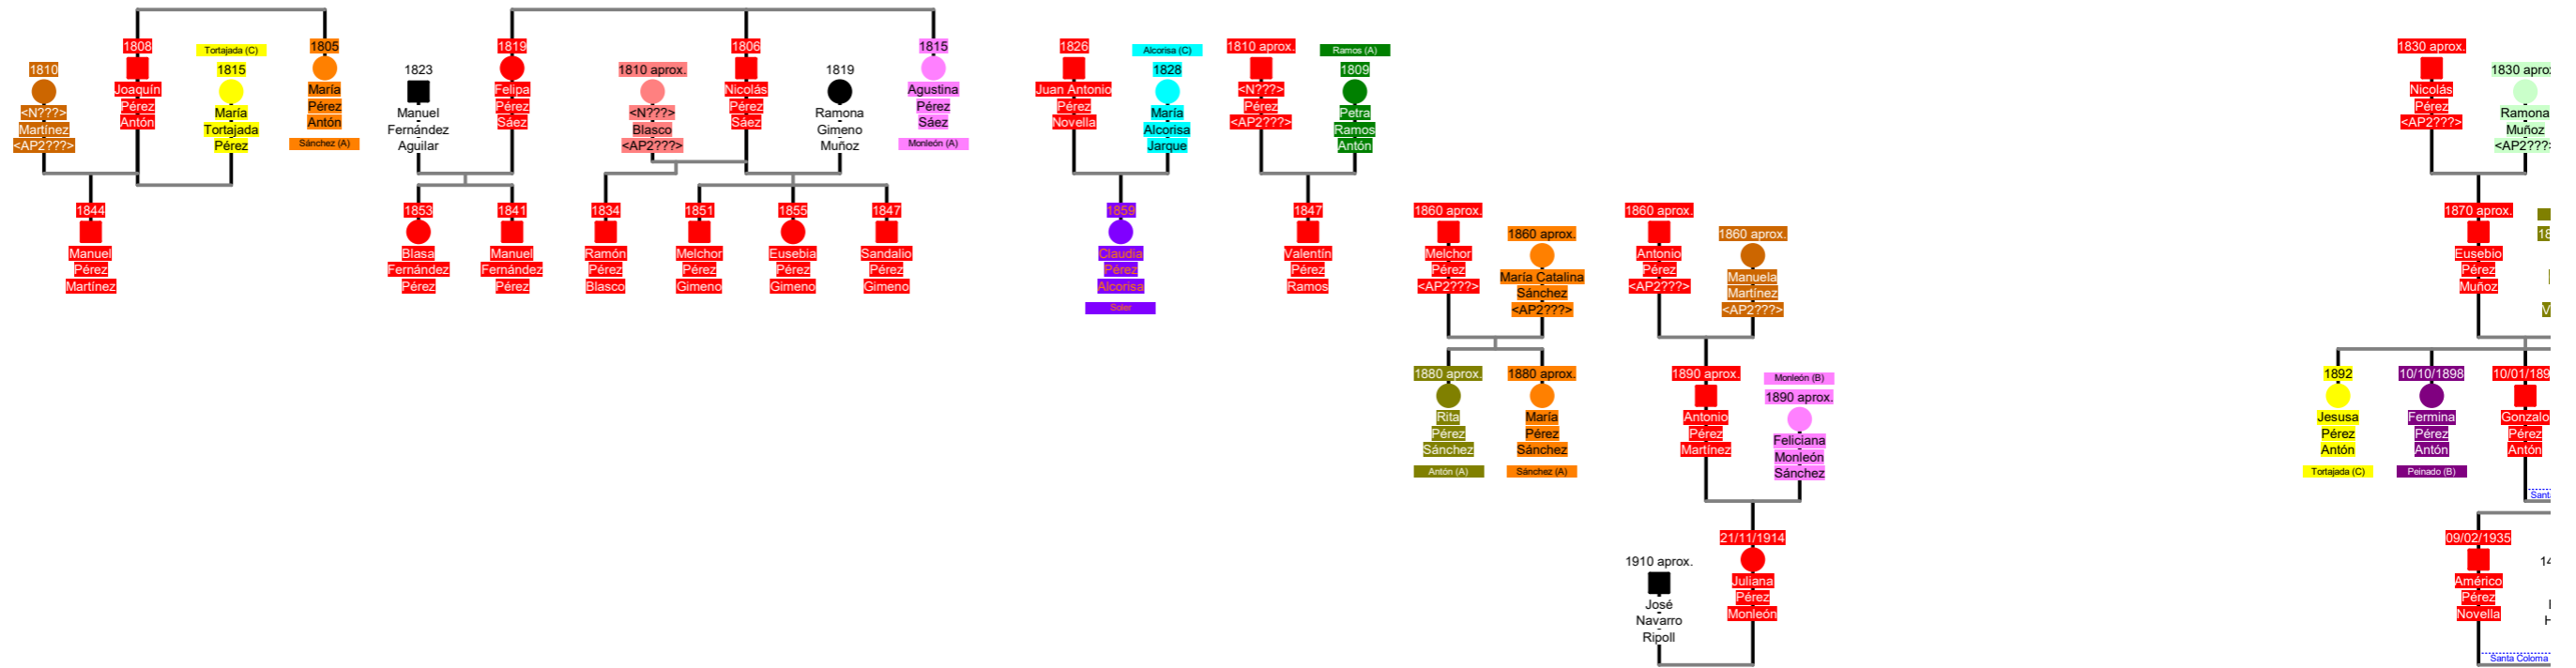 1810
<N???>
Martínez
<AP2???>
1808
Joaquín
Pérez
Antón
Tortajada (C)
1815
María
Tortajada
Pérez
1805
María
Pérez
Antón
Sánchez (A)
1844
Manuel
Pérez
Martínez
1823
Manuel
Fernández
Aguilar
1819
Felipa
Pérez
Sáez
1810 aprox.
<N???>
Blasco
<AP2???>
1806
Nicolás
Pérez
Sáez
1819
Ramona
Gimeno
Muñoz
1815
Agustina
Pérez
Sáez
Monleón (A)
1853
Blasa
Fernández
Pérez
1841
Manuel
Fernández
Pérez
1834
Ramón
Pérez
Blasco
1851
Melchor
Pérez
Gimeno
1855
Eusebia
Pérez
Gimeno
1847
Sandalio
Pérez
Gimeno
1826
Juan Antonio
Pérez
Novella
Alcorisa (C)
1828
María
Alcorisa
Jarque
1859
Claudia
Pérez
Alcorisa
Soler
1810 aprox.
<N???>
Pérez
<AP2???>
Ramos (A)
1809
Petra
Ramos
Antón
1847
Valentín
Pérez
Ramos
1860 aprox.
Melchor
Pérez
<AP2???>
1860 aprox.
María Catalina
Sánchez
<AP2???>
1880 aprox.
Rita
Pérez
Sánchez
Antón (A)
1880 aprox.
María
Pérez
Sánchez
Sánchez (A)
1860 aprox.
Antonio
Pérez
<AP2???>
1860 aprox.
Manuela
Martínez
<AP2???>
1890 aprox.
Antonio
Pérez
Martínez
Monleón (B)
1890 aprox.
Feliciana
Monleón
Sánchez
1910 aprox.
José
Navarro
Ripoll
21/11/1914
Juliana
Pérez
Monleón
1830 aprox.
Nicolás
Pérez
<AP2???>
1830 apro
Ramona
Muñoz
<AP2???>
1870 aprox.
Eusebio
Pérez
Muñoz
18
V
1892
Jesusa
Pérez
Antón
Tortajada (C)
10/10/1898
Fermina
Pérez
Antón
Peinado (B)
10/01/189
Gonzalo
Pérez
Antón
Santa
09/02/1935
Américo
Pérez
Novella
14
H
Santa Coloma